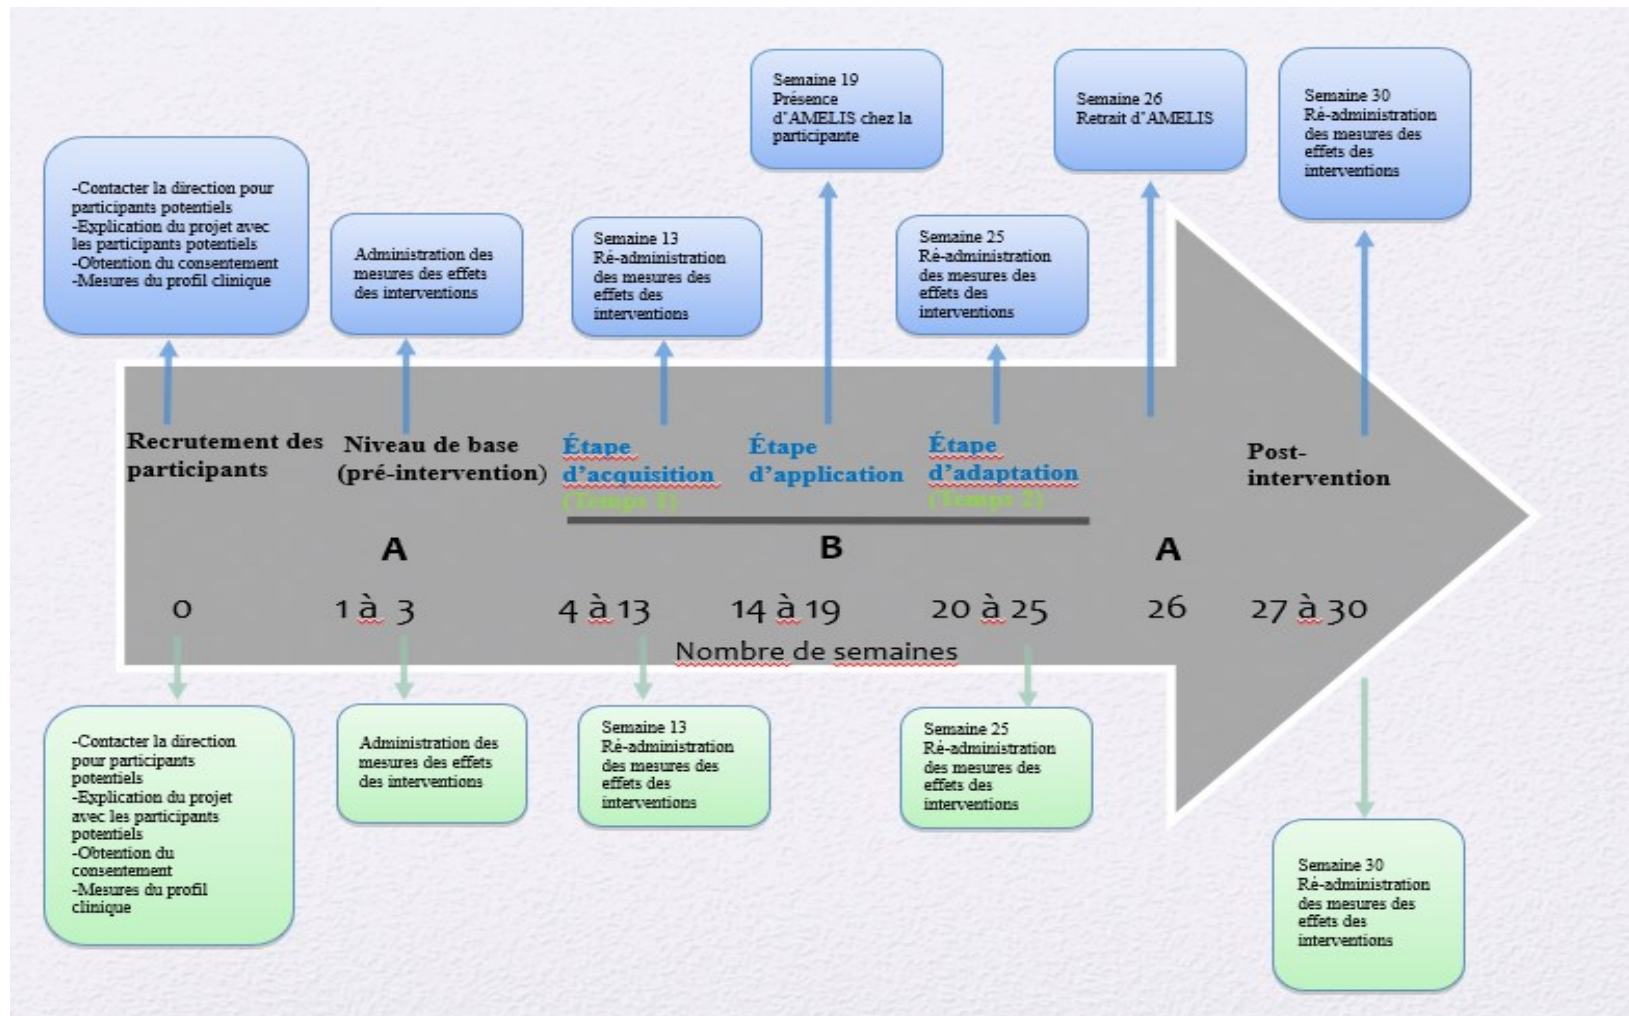 Semaine 19
Présence
d'AMELIS chez la
participante
Semaine 26
Retrait d'AMELIS
Semaine 30
Ré-administration
des mesures des
effets des
interventions
-Contacter la direction pour
participants potentiels
-Explication du projet avec
les participants potentiels
-Obtention du consentement
-Mesures du profil clinique
Administration des
mesures des effets
des interventions
Semaine 13
Ré-administration
des mesures des
effets des
interventions
Semaine 25
Ré-administration
des mesures des
effets des
interventions
Recrutement des
participants
Niveau de base
(pré-intervention)
Étape
d'acquisition
(Temps 1)
Étape
d'application
Étape
d'adaptation
(Temps 2)
Post-
intervention
A
B
A
0
1 à 3
4 à 13
14 à 19
20 à 25
26
27 à 30
Nombre de semaines
-Contacter la direction
pour participants
potentiels
-Explication du projet
avec les participants
potentiels
-Obtention du
consentement
-Mesures du profil
clinique
Administration des
mesures des effets
des interventions
Semaine 13
Ré-administration
des mesures des
effets des
interventions
Semaine 25
Ré-administration
des mesures des
effets des
interventions
Semaine 30
Ré-administration
des mesures des
effets des
interventions